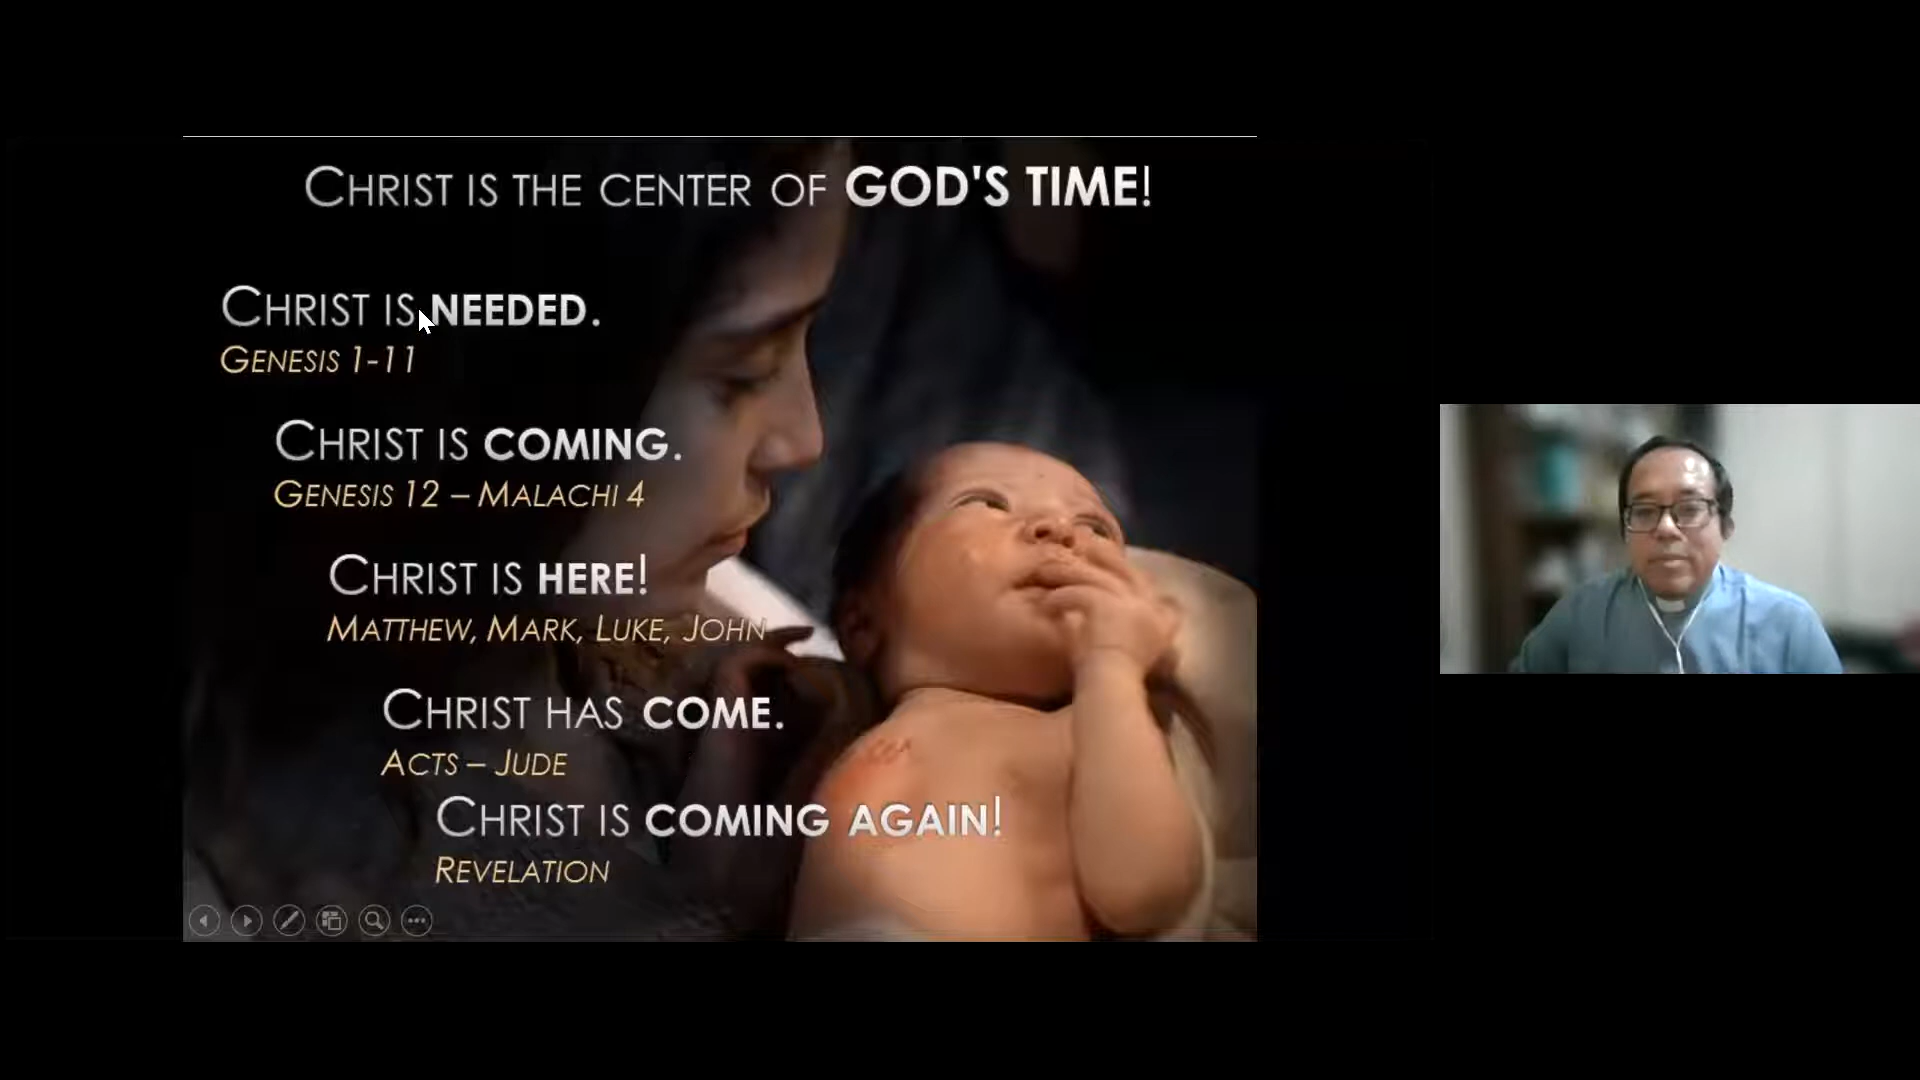 CHRIST IS THE CENTER OF GOD'S TIME!
CHRIST IS NEEDED.
GENESIS 1-11
CHRIST IS COMING.
GENESIS 12 – MALACHI 4
CHRIST IS HERE!
MATTHEW, MARK, LUKE, JOHN
CHRIST HAS COME.
ACTS – JUDE
CHRIST IS COMING AGAIN!
REVELATION